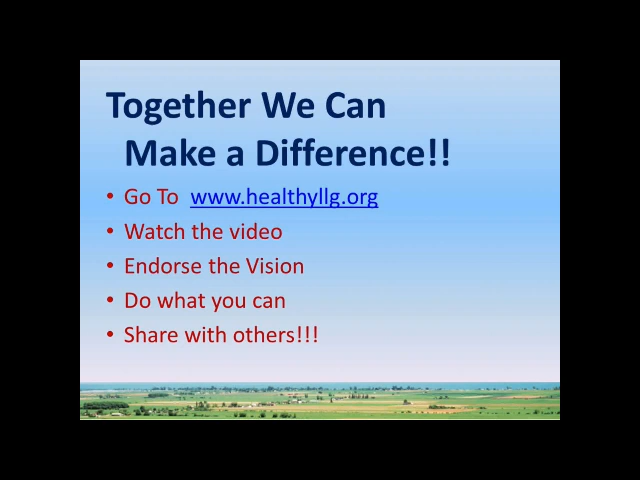 Together We Can
Make a Difference!!
• Go To www.healthyllg.org
• Watch the video
• Endorse the Vision
• Do what you can
• Share with others!!!